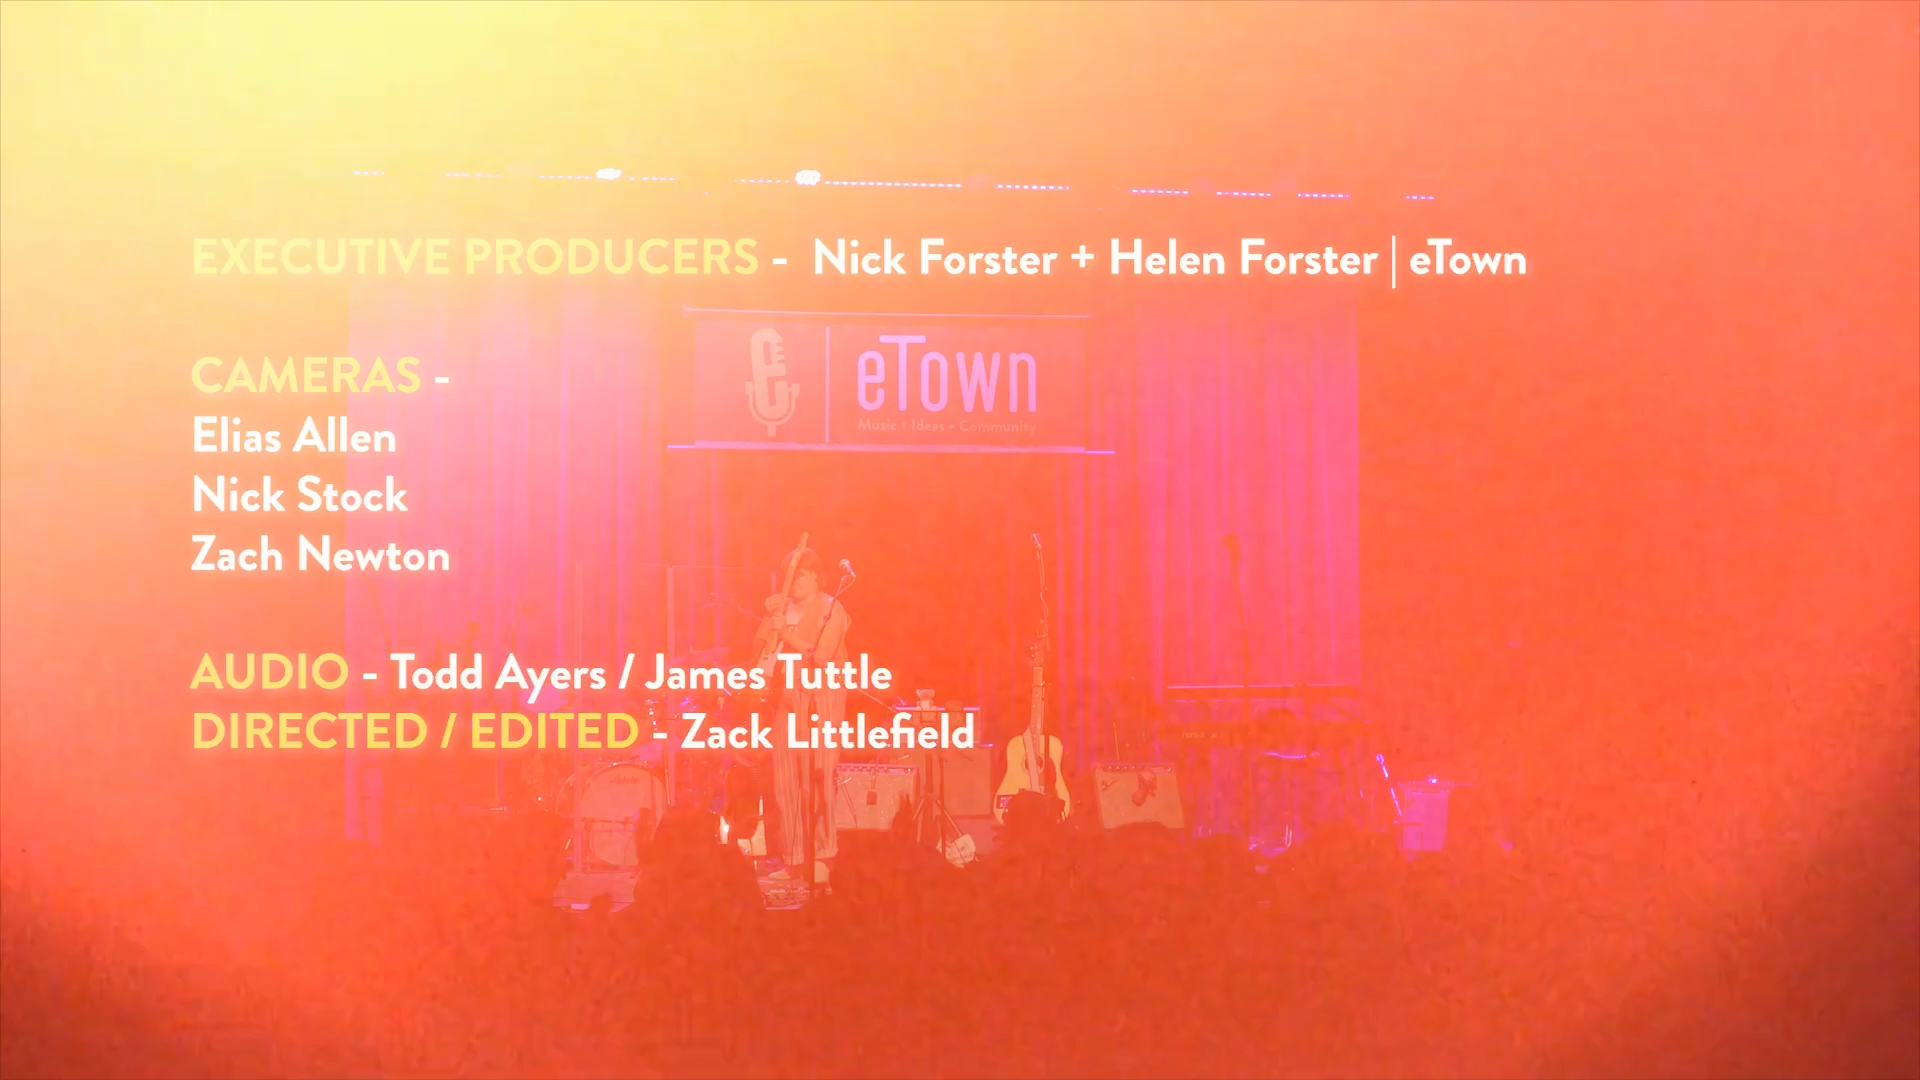 EXECUTIVE PRODUCERS - Nick Forster + Helen Forster | eTown
eTown
Music • Ideas • Community
CAMERAS -
Elias Allen
Nick Stock
Zach Newton
AUDIO - Todd Ayers / James Tuttle
DIRECTED / EDITED - Zack Littlefield